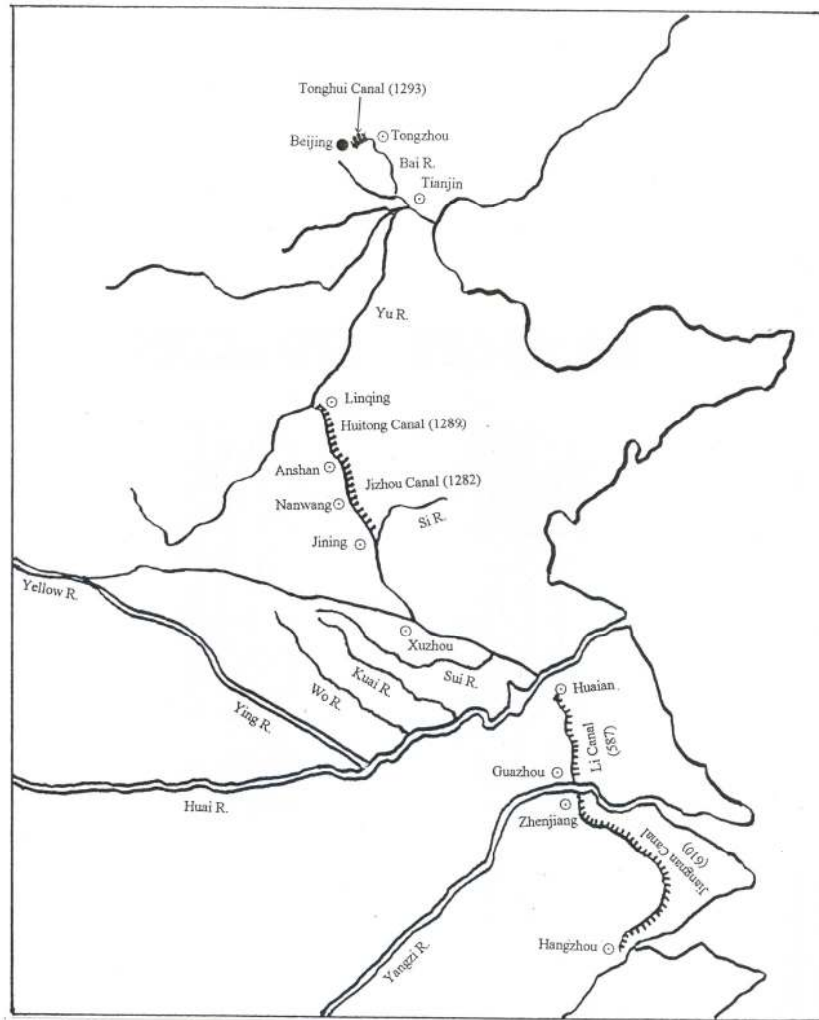 Tonghui Canal (1293)
Beijing
Tongzhou
Bai R.
Tianjin
Yu R.
Linqing
Huitong Canal (1289)
Anshan
Jizhou Canal (1282)
Nanwang
Si R.
Jining
Yellow R.
Xuzhou
Sui R.
Kuai R.
Wo R.
Ying R.
Huaian
Li Canal
(587)
Guazhou
Huai R.
Zhenjiang
Jiangnan Canal
(610)
Hangzhou
Yangzi R.